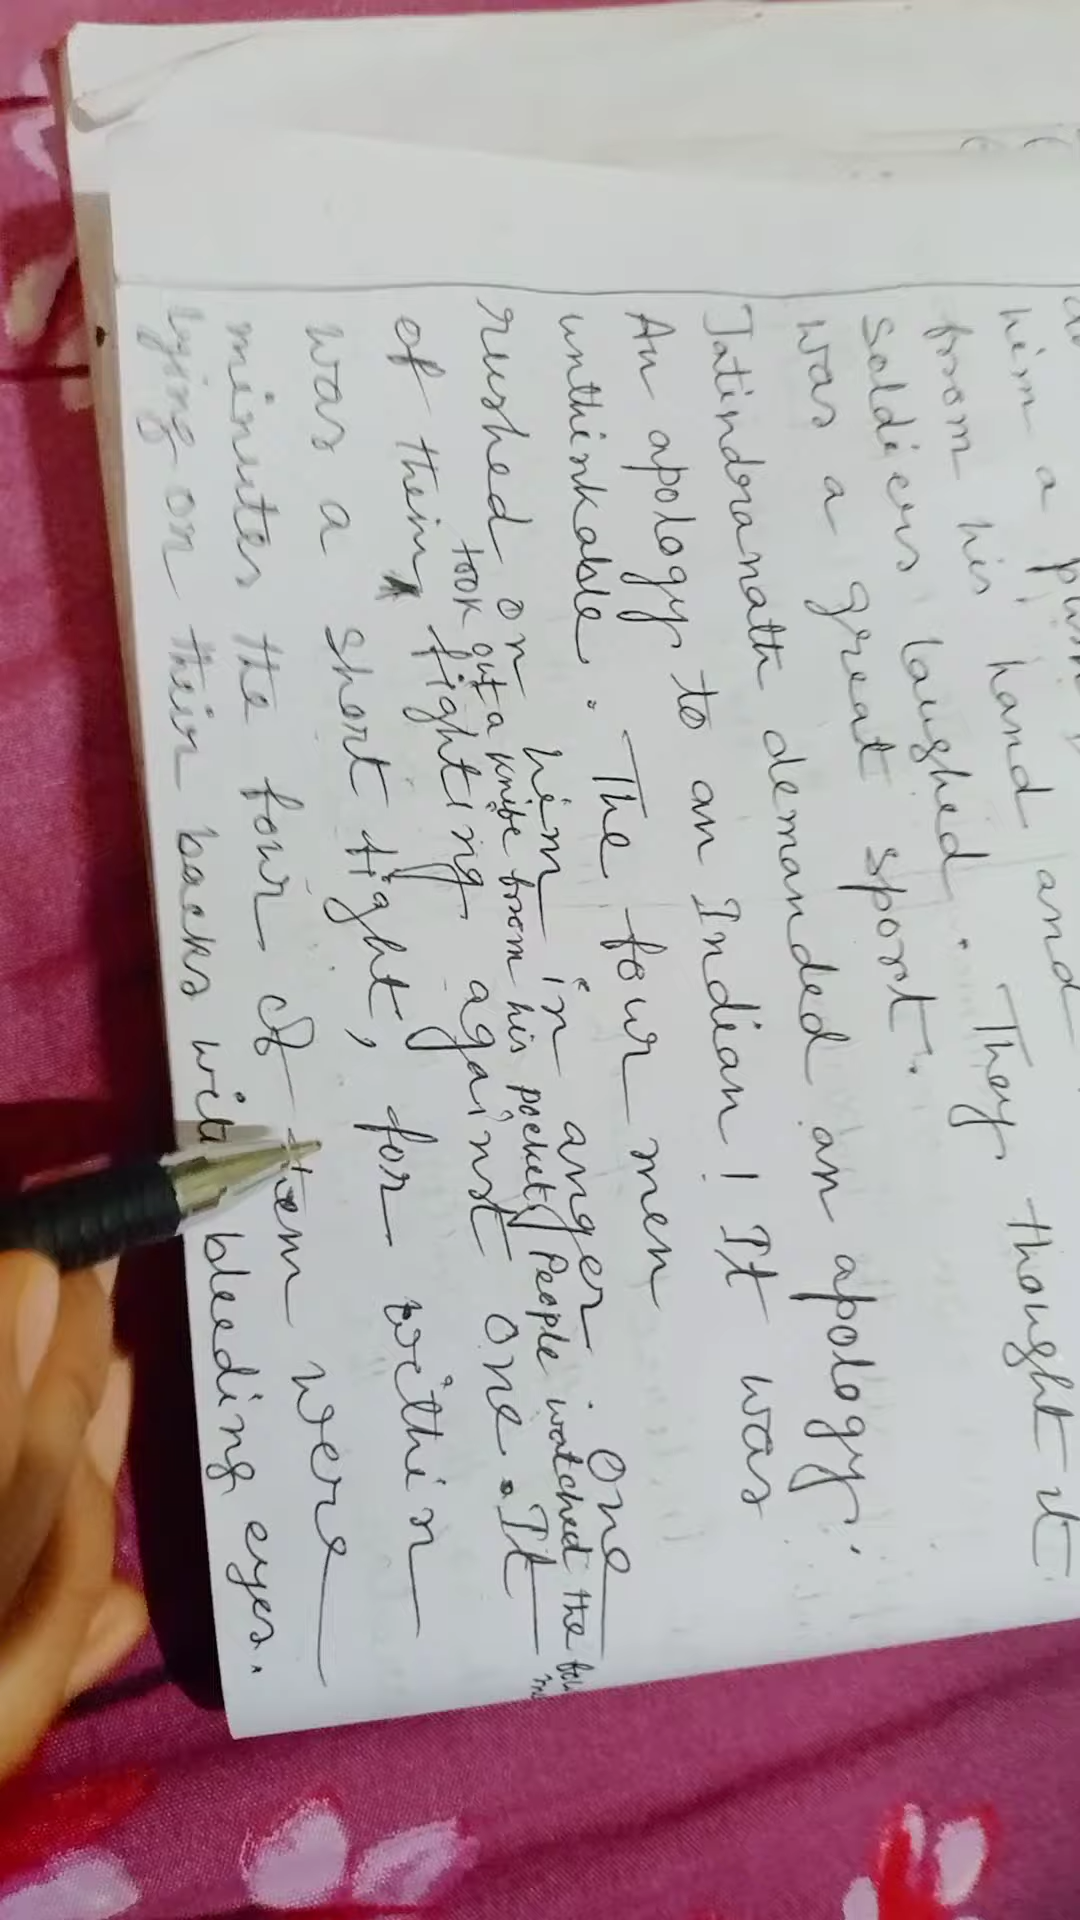 him a push
from his hand and
soldiers laughed. They thought it
was a great sport.
Jatindranath demanded an apology.
An apology to an Indian! It was
unthinkable. The four men
rushed on him in anger. One
took out a knife from his pocket, People watched the
of them fighting against one. It
was a short fight, for within
minutes the four of them were
lying on their backs with bleeding eyes.